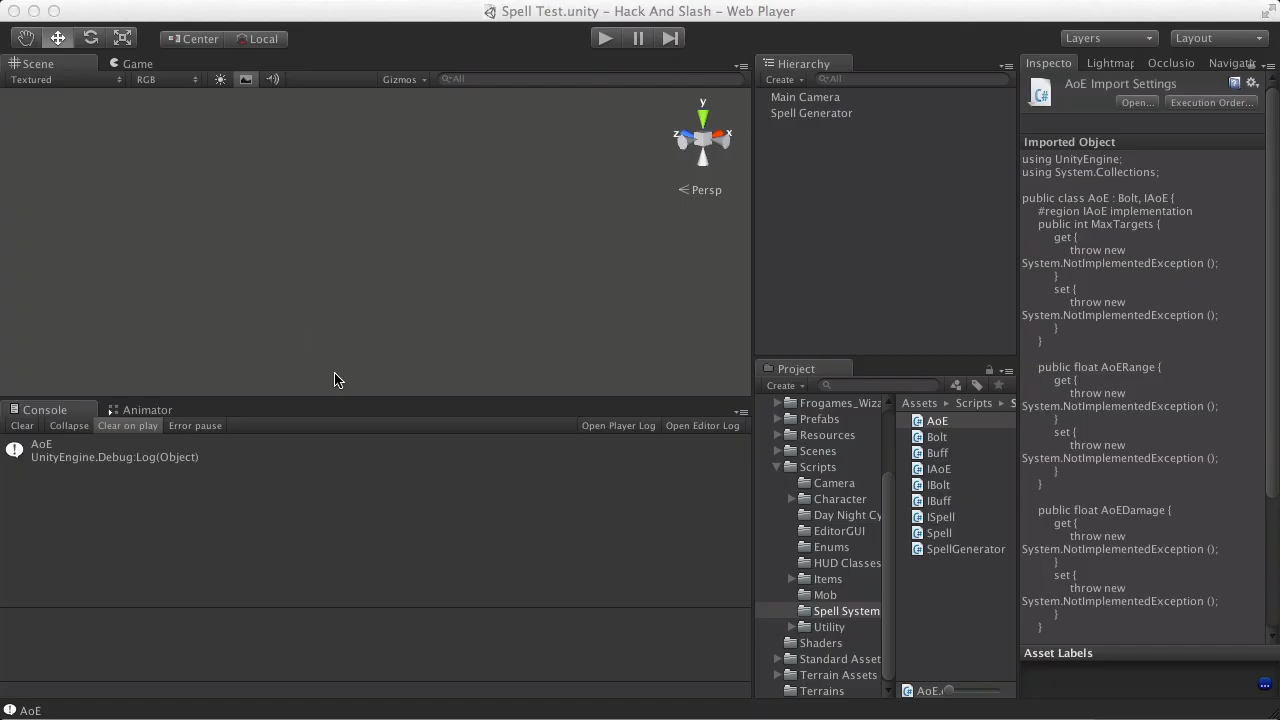 Spell Test.unity – Hack And Slash – Web Player
Center
Local
Layers
Layout
Scene
Game
Textured
RGB
Gizmos
All
Hierarchy
Create
All
Main Camera
Spell Generator
Inspecto
Lightmap
Occlusio
Navigat
AoE Import Settings
Open...
Execution Order...
Imported Object
using UnityEngine;
using System.Collections;
public class AoE : Bolt, IAoE {
#region IAoE implementation
public int MaxTargets {
get {
throw new
System.NotImplementedException ();
}
set {
throw new
System.NotImplementedException ();
}
}
public float AoERange {
get {
throw new
System.NotImplementedException ();
}
set {
throw new
System.NotImplementedException ();
}
}
public float AoEDamage {
get {
throw new
System.NotImplementedException ();
}
set {
throw new
System.NotImplementedException ();
}
}
Asset Labels
y
z
x
Persp
Project
Create
Frogames_Wiza
Prefabs
Resources
Scenes
Scripts
Camera
Character
Day Night Cy
EditorGUI
Enums
HUD Classes
Items
Mob
Spell System
Utility
Shaders
Standard Asset
Terrain Assets
Terrains
Assets
Scripts
S
AoE
Bolt
Buff
IAoE
IBolt
IBuff
ISpell
Spell
SpellGenerator
AoE.
Console
Animator
Clear
Collapse
Clear on play
Error pause
Open Player Log
Open Editor Log
AoE
UnityEngine.Debug:Log(Object)
AoE